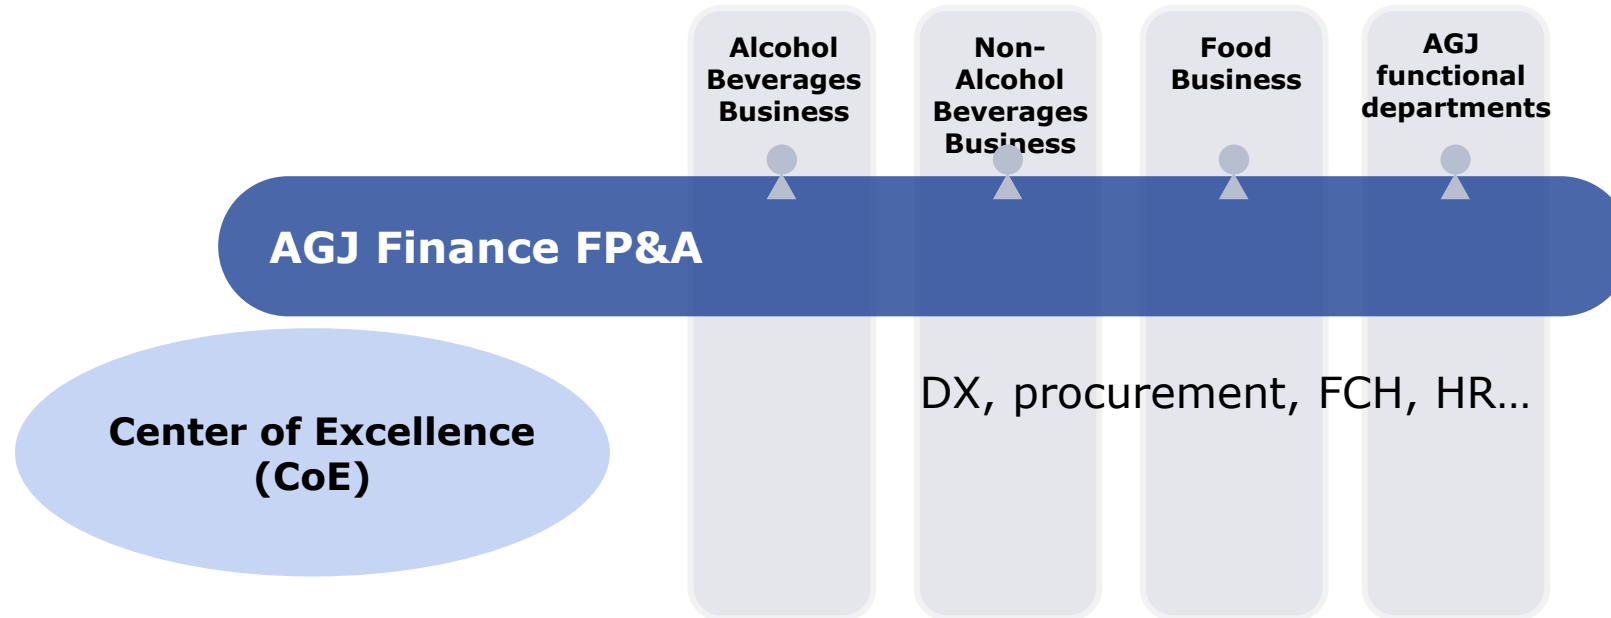 Alcohol
Beverages
Business
Non-
Alcohol
Beverages
Business
Food
Business
AGJ
functional
departments
AGJ Finance FP&A
DX, procurement, FCH, HR...
Center of Excellence
(CoE)